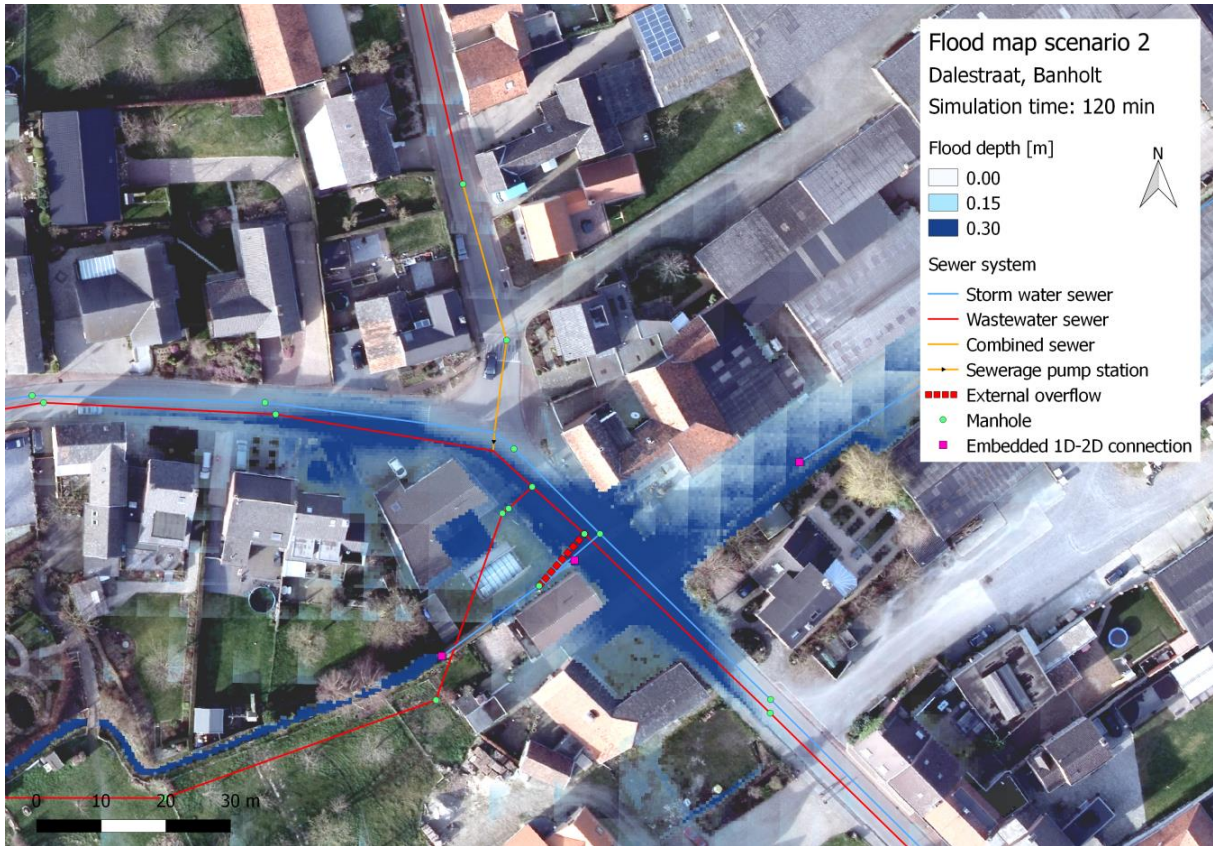 Flood map scenario 2
Dalestraat, Banholt
Simulation time: 120 min
Flood depth [m]
N
0.00
0.15
0.30
Sewer system
Storm water sewer
Wastewater sewer
Combined sewer
Sewerage pump station
External overflow
Manhole
Embedded 1D-2D connection
0 10 20 30 m